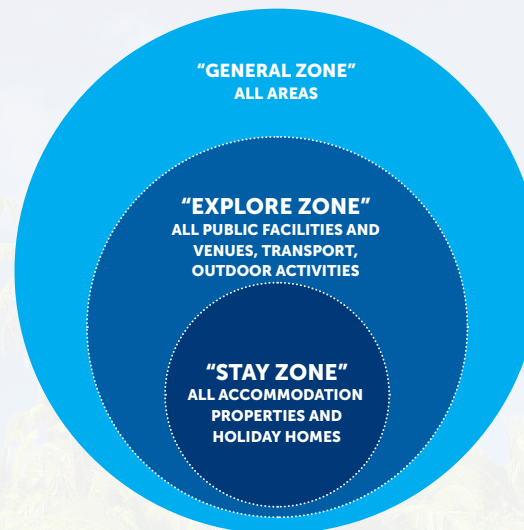 “GENERAL ZONE”
ALL AREAS
“EXPLORE ZONE”
ALL PUBLIC FACILITIES AND
VENUES, TRANSPORT,
OUTDOOR ACTIVITIES
“STAY ZONE”
ALL ACCOMMODATION
PROPERTIES AND
HOLIDAY HOMES